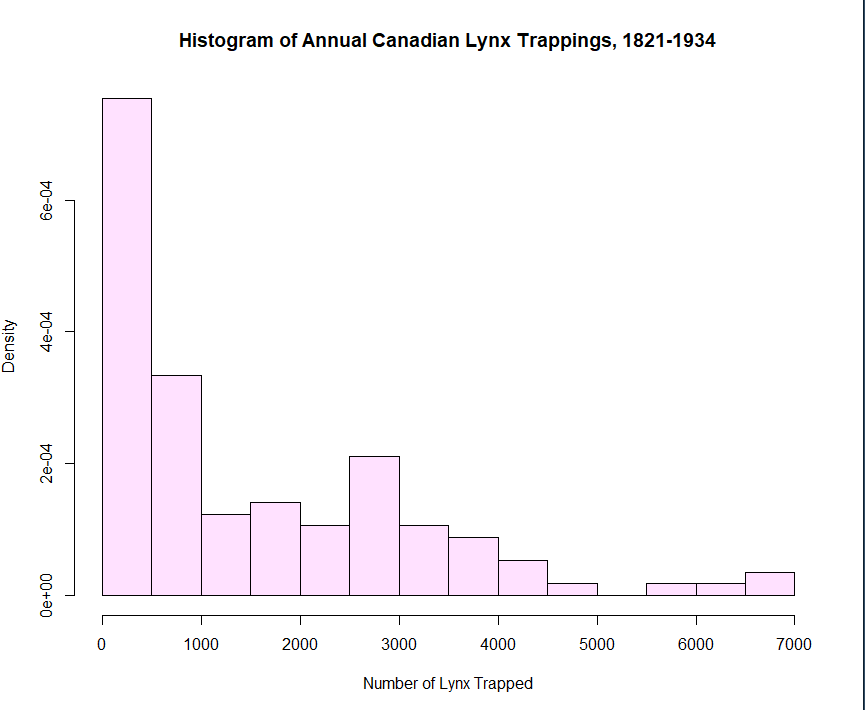 Histogram of Annual Canadian Lynx Trappings, 1821-1934
Density
6e-04
4e-04
2e-04
0e+00
0 1000 2000 3000 4000 5000 6000 7000
Number of Lynx Trapped